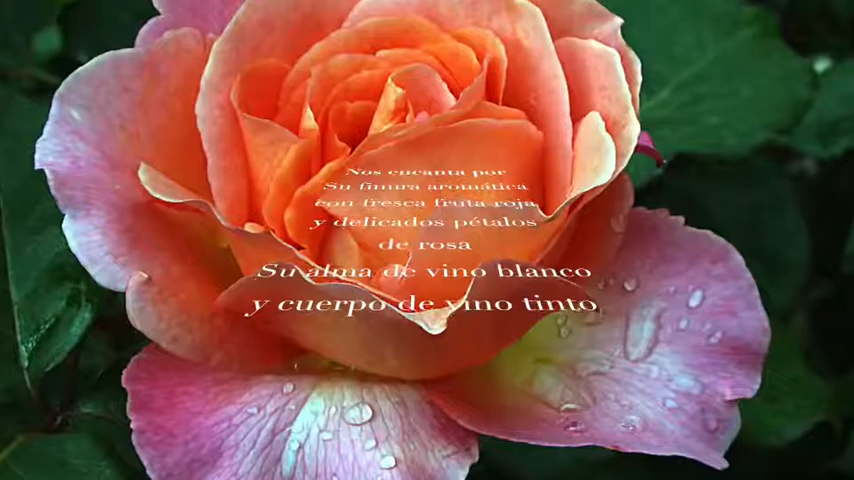 Nos encanta por
Su finura aromática
con fresca fruta roja
y delicados pétalos
de rosa
Su alma de vino blanco
y cuerpo de vino tinto